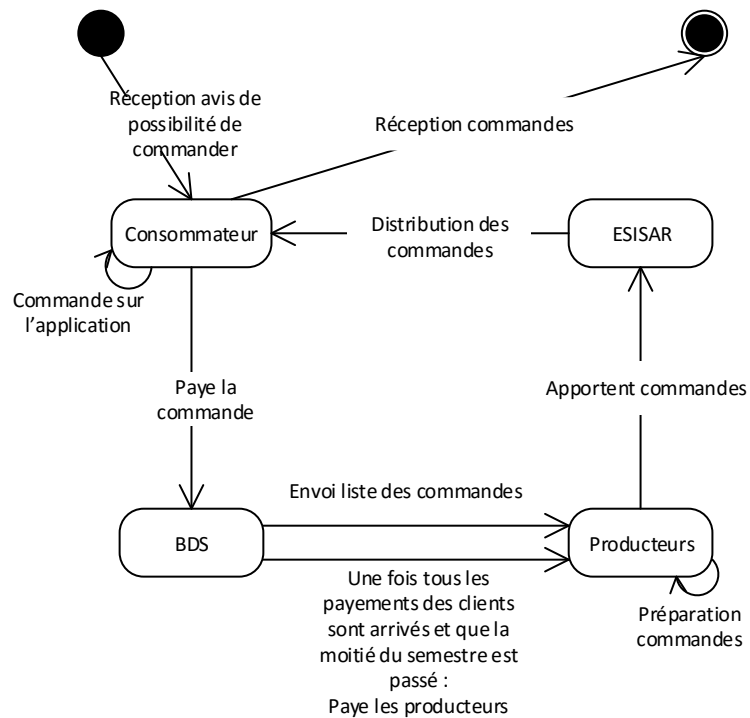 Réception avis de
possibilité de
commander
Réception commandes
Consommateur
Distribution des
commandes
ESISAR
Commande sur
l'application
Paye la
commande
Apportent commandes
Envoi liste des commandes
BDS
Producteurs
Une fois tous les
payements des clients
sont arrivés et que la
moitié du semestre est
passé :
Paye les producteurs
Préparation
commandes